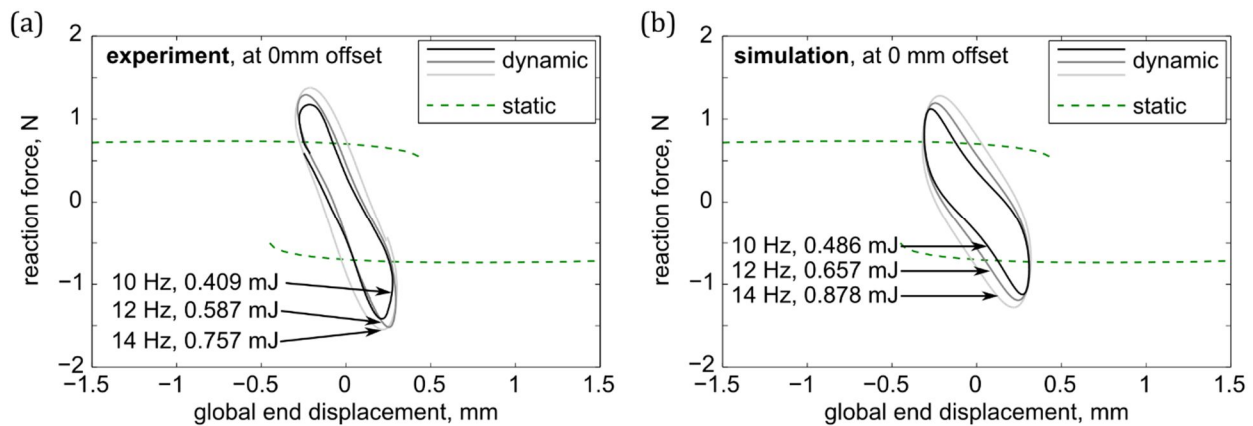 (a)
2
1
0
−1
−2
reaction force, N
experiment, at 0mm offset
dynamic
static
10 Hz, 0.409 mJ
12 Hz, 0.587 mJ
14 Hz, 0.757 mJ
−1.5 −1 −0.5 0 0.5 1 1.5
global end displacement, mm
(b)
2
1
0
−1
−2
reaction force, N
simulation, at 0 mm offset
dynamic
static
10 Hz, 0.486 mJ
12 Hz, 0.657 mJ
14 Hz, 0.878 mJ
−1.5 −1 −0.5 0 0.5 1 1.5
global end displacement, mm